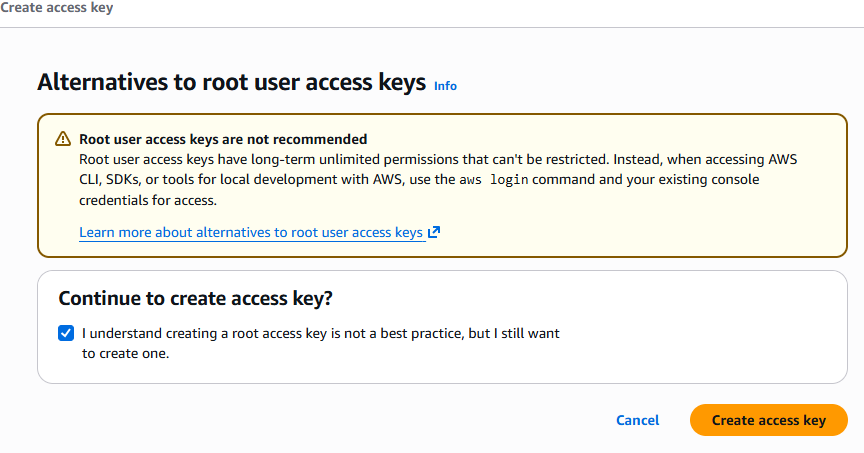 Create access key
Alternatives to root user access keys Info
Root user access keys are not recommended
Root user access keys have long-term unlimited permissions that can't be restricted. Instead, when accessing AWS
CLI, SDKs, or tools for local development with AWS, use the aws login command and your existing console
credentials for access.
Learn more about alternatives to root user access keys
Continue to create access key?
I understand creating a root access key is not a best practice, but I still want
to create one.
Cancel Create access key